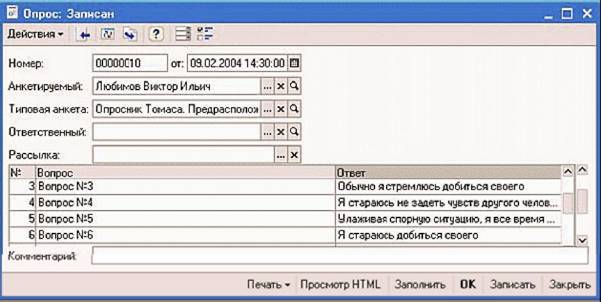 Опрос: Записан
Действия
Номер: 00000010 от: 09.02.2004 14:30:00
Анкетируемый: Любимов Виктор Ильич ...
Типовая анкета: Опросник Томаса. Предрасполож ...
Ответственный: ...
Рассылка: ...
№ Вопрос Ответ
3 Вопрос №3 Обычно я стремлюсь добиться своего
4 Вопрос №4 Я стараюсь не задеть чувств другого челов...
5 Вопрос №5 Улаживая спорную ситуацию, я все время ...
6 Вопрос №6 Я стараюсь добиться своего
Комментарий:
Печать Просмотр HTML Заполнить OK Записать Закрыть